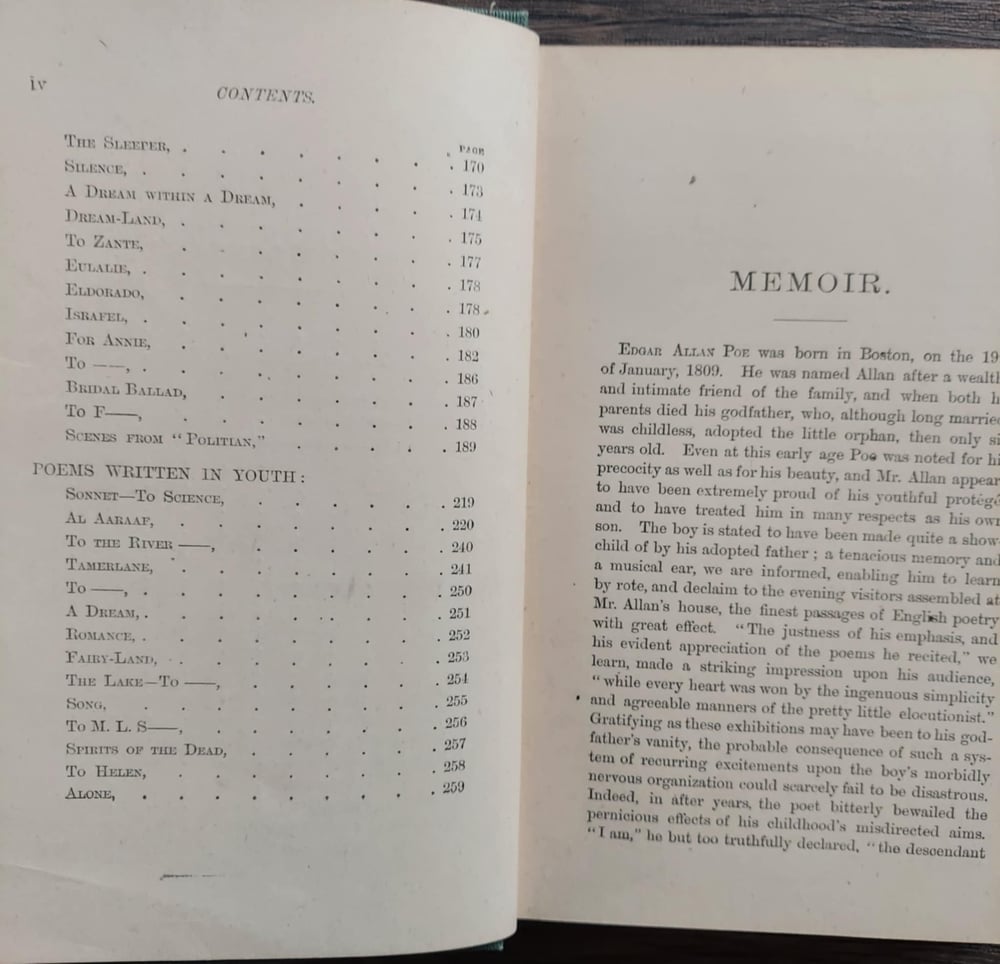 iv
CONTENTS.
PAGE
THE SLEEPER, . . . . . . . . 170
SILENCE, . . . . . . . . 173
A DREAM WITHIN A DREAM, . . . . . 174
DREAM-LAND, . . . . . . . 175
TO ZANTE, . . . . . . . 177
EULALIE, . . . . . . . . 178
ELDORADO, . . . . . . . 178
ISRAFEL, . . . . . . . . 180
FOR ANNIE, . . . . . . . 182
TO ——, . . . . . . . . 186
BRIDAL BALLAD, . . . . . . 187
TO F——, . . . . . . . 188
SCENES FROM “POLITIAN,” . . . . 189
POEMS WRITTEN IN YOUTH:
SONNET—TO SCIENCE, . . . . . . 219
AL AARAAF, . . . . . . . 220
TO THE RIVER ——, . . . . . . 240
TAMERLANE, . . . . . . . 241
TO ——, . . . . . . . . 250
A DREAM, . . . . . . . . 251
ROMANCE, . . . . . . . . 252
FAIRY-LAND, . . . . . . . 253
THE LAKE—TO ——, . . . . . . 254
SONG, . . . . . . . . 255
TO M. L. S——, . . . . . . . 256
SPIRITS OF THE DEAD, . . . . . . 257
TO HELEN, . . . . . . . 258
ALONE, . . . . . . . . 259
MEMOIR.
EDGAR ALLAN POE was born in Boston, on the 19
of January, 1809. He was named Allan after a wealth
and intimate friend of the family, and when both h
parents died his godfather, who, although long married
was childless, adopted the little orphan, then only si
years old. Even at this early age Poe was noted for hi
precocity as well as for his beauty, and Mr. Allan appear
to have been extremely proud of his youthful protégé
and to have treated him in many respects as his own
son. The boy is stated to have been made quite a show-
child of by his adopted father; a tenacious memory and
a musical ear, we are informed, enabling him to learn
by rote, and declaim to the evening visitors assembled at
Mr. Allan's house, the finest passages of English poetry
with great effect. “The justness of his emphasis, and
his evident appreciation of the poems he recited,” we
learn, made a striking impression upon his audience,
“while every heart was won by the ingenuous simplicity
and agreeable manners of the pretty little elocutionist.”
Gratifying as these exhibitions may have been to his god-
father's vanity, the probable consequence of such a sys-
tem of recurring excitements upon the boy's morbidly
nervous organization could scarcely fail to be disastrous.
Indeed, in after years, the poet bitterly bewailed the
pernicious effects of his childhood's misdirected aims.
“I am,” he but too truthfully declared, “the descendant